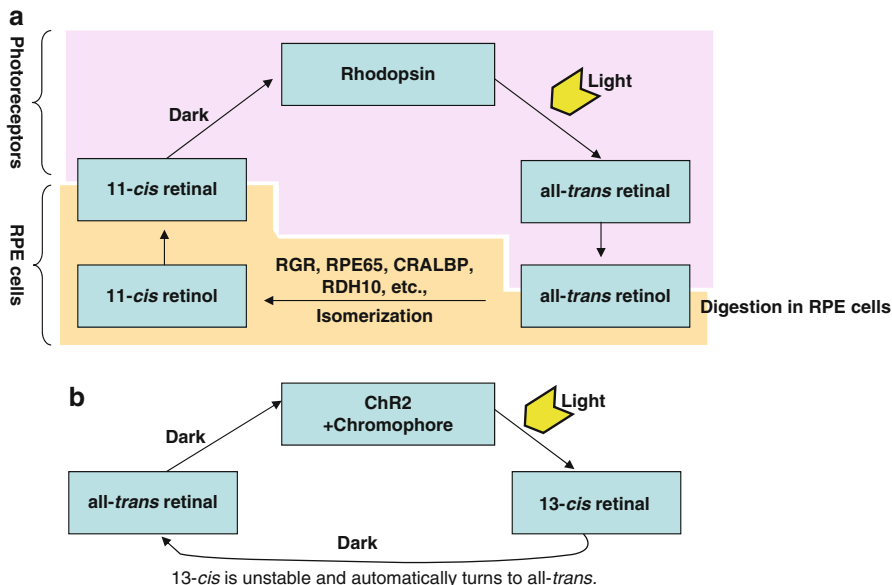 a
Photoreceptors
RPE cells
Rhodopsin
Light
Dark
11-cis retinal
all-trans retinal
RGR, RPE65, CRALBP,
RDH10, etc.,
Isomerization
11-cis retinol
all-trans retinol
Digestion in RPE cells
b
ChR2
+Chromophore
Light
Dark
all-trans retinal
13-cis retinal
Dark
13-cis is unstable and automatically turns to all-trans.